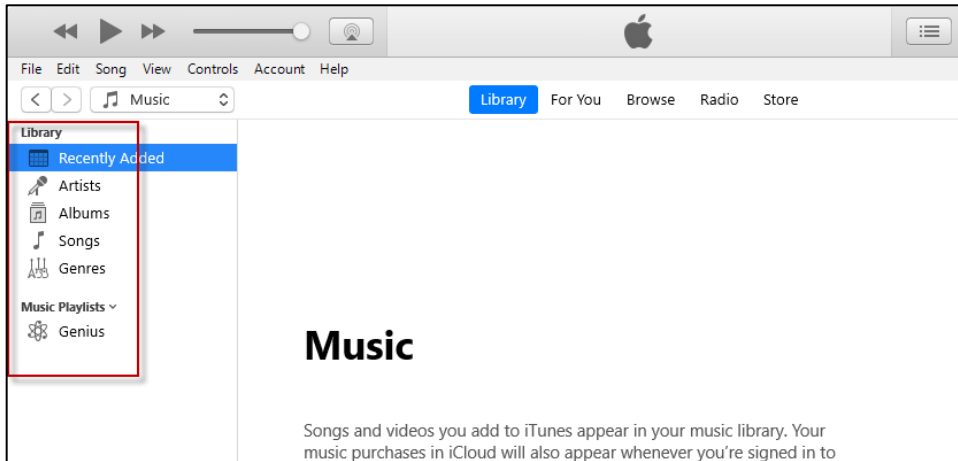 File Edit Song View Controls Account Help
Music
Library For You Browse Radio Store
Library
Recently Added
Artists
Albums
Songs
Genres
Music Playlists
Genius
Music
Songs and videos you add to iTunes appear in your music library. Your
music purchases in iCloud will also appear whenever you're signed in to